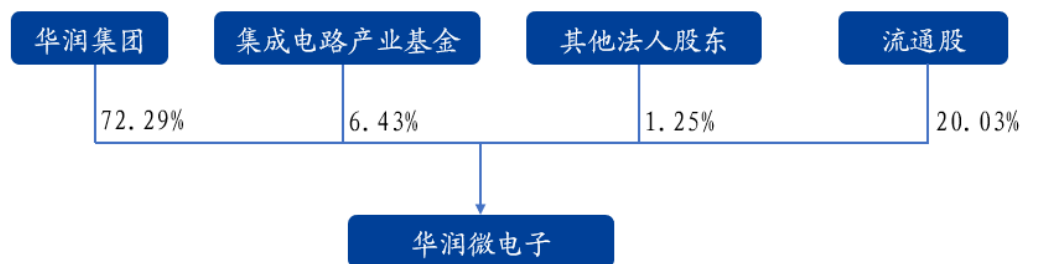 华润集团
集成电路产业基金
其他法人股东
流通股
72.29%
6.43%
1.25%
20.03%
华润微电子